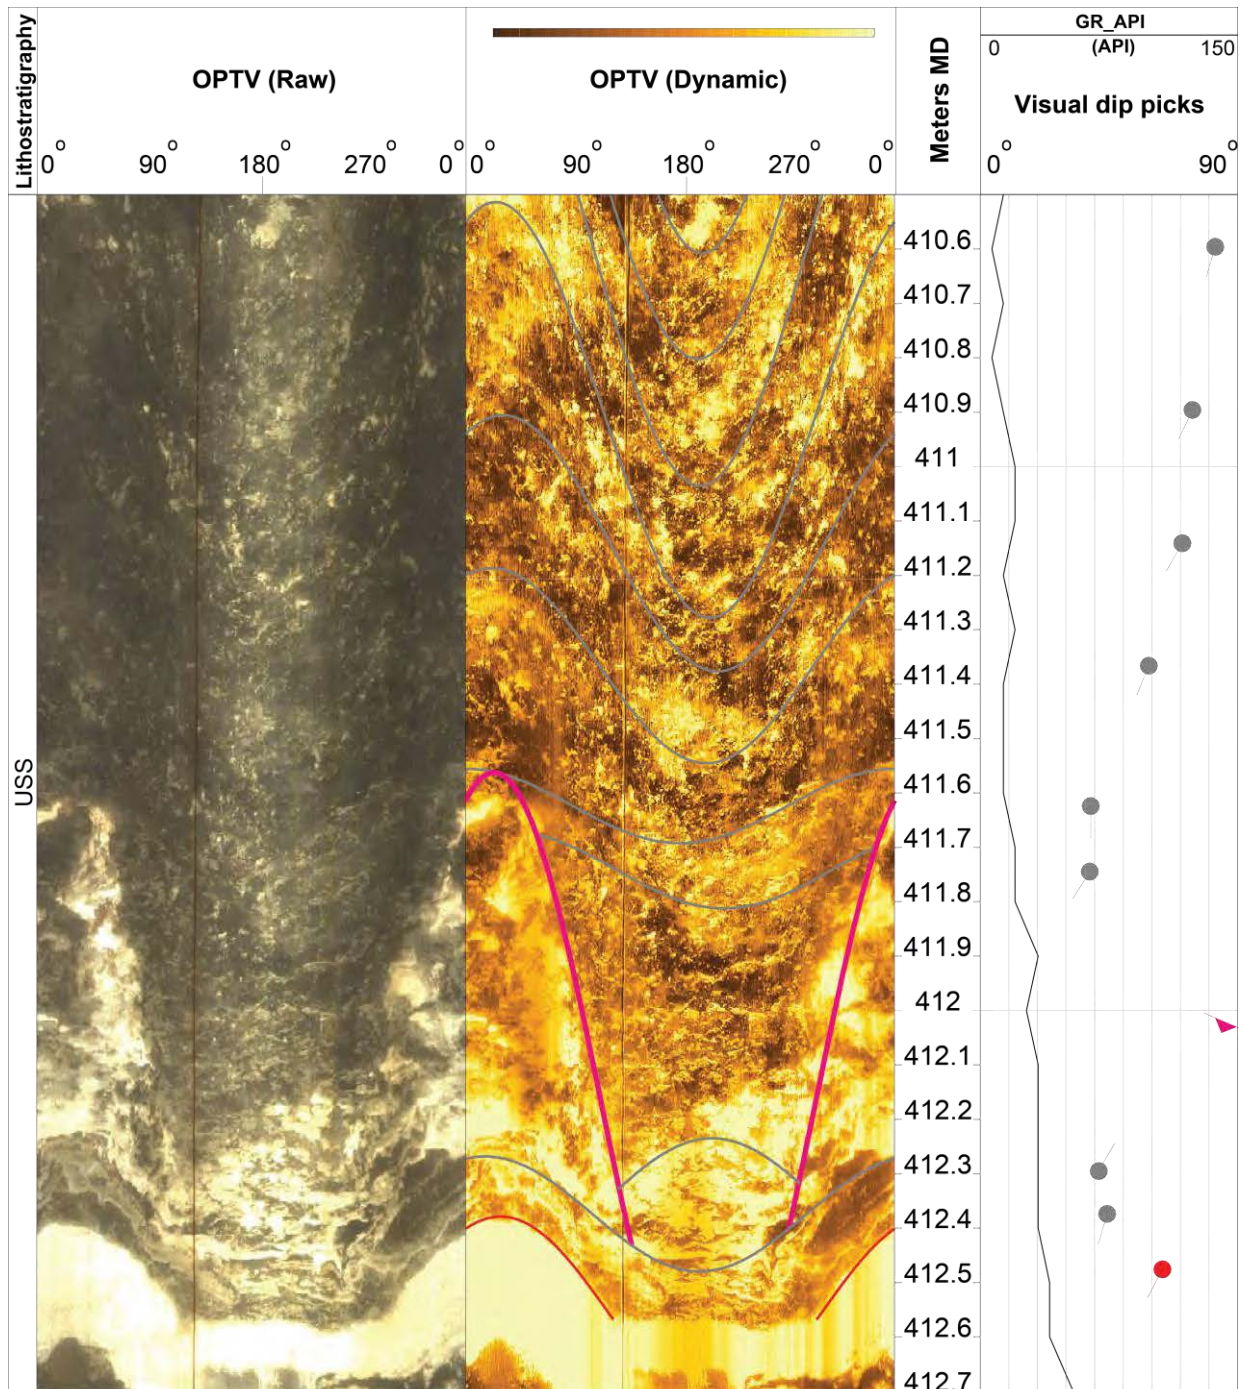 Lithostratigraphy
OPTV (Raw)
0° 90° 180° 270° 0°
OPTV (Dynamic)
0° 90° 180° 270° 0°
Meters MD
GR_API
0 (API) 150
Visual dip picks
0° 90°
USS
410.6
410.7
410.8
410.9
411
411.1
411.2
411.3
411.4
411.5
411.6
411.7
411.8
411.9
412
412.1
412.2
412.3
412.4
412.5
412.6
412.7